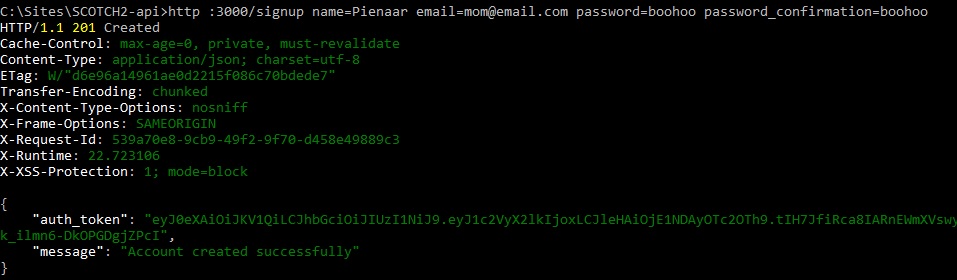 C:\Sites\SCOTCH2-api>http :3000/signup name=Pienaar email=mom@email.com password=boohoo password_confirmation=boohoo
HTTP/1.1 201 Created
Cache-Control: max-age=0, private, must-revalidate
Content-Type: application/json; charset=utf-8
ETag: W/"d6e96a14961ae0d2215f086c70bdede7"
Transfer-Encoding: chunked
X-Content-Type-Options: nosniff
X-Frame-Options: SAMEORIGIN
X-Request-Id: 539a70e8-9cb9-49f2-9f70-d458e49889c3
X-Runtime: 22.723106
X-XSS-Protection: 1; mode=block
{
"auth_token": "eyJ0eXAiOiJKV1QiLCJhbGciOiJIUzI1NiJ9.eyJ1c2VyX2lkIjoxLCJleHAiOjE1NDAyOTc2OTh9.tIH7JfiRca8IARnEWmXVswy
k_ilmn6-DkOPGDgjZPcI",
"message": "Account created successfully"
}